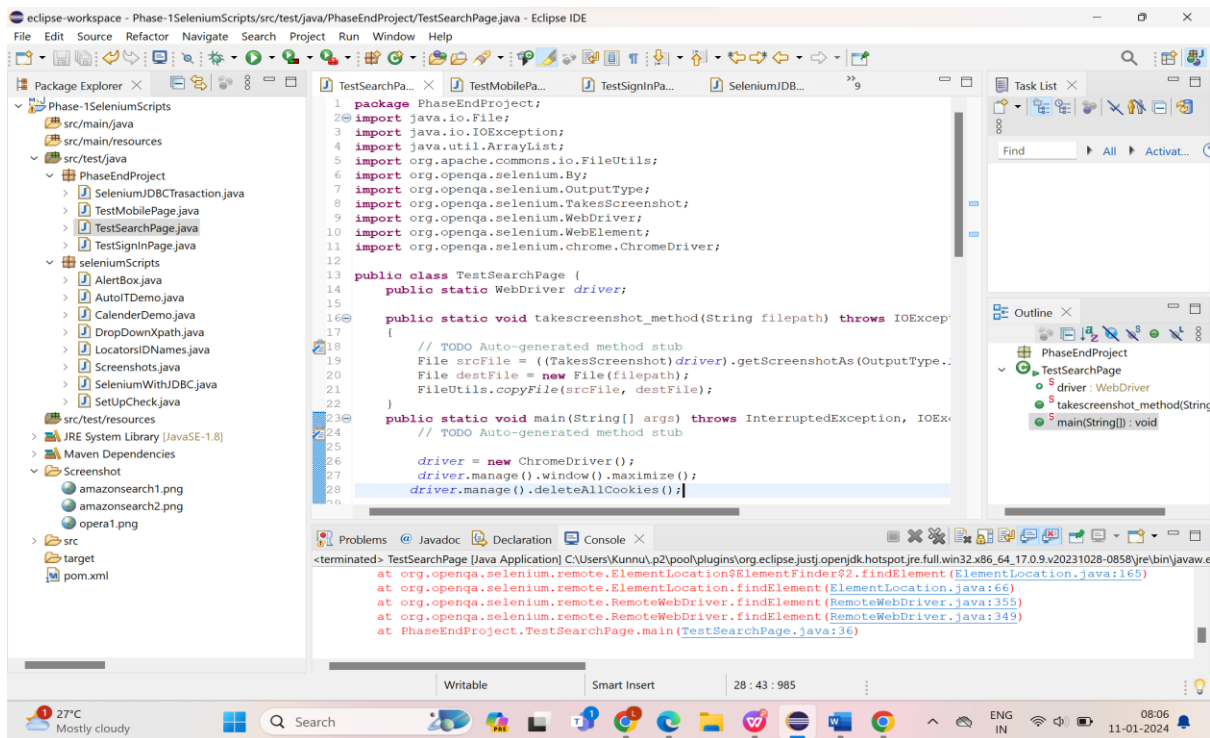 eclipse-workspace - Phase-1SeleniumScripts/src/test/java/PhaseEndProject/TestSearchPage.java - Eclipse IDE
File Edit Source Refactor Navigate Search Project Run Window Help
Package Explorer
Phase-1SeleniumScripts
src/main/java
src/main/resources
src/test/java
PhaseEndProject
SeleniumJDBCTrasaction.java
TestMobilePage.java
TestSearchPage.java
TestSignInPage.java
seleniumScripts
AlertBox.java
AutoITDemo.java
CalenderDemo.java
DropDownXpath.java
LocatorsIDNames.java
Screenshots.java
SeleniumWithJDBC.java
SetUpCheck.java
src/test/resources
JRE System Library [JavaSE-1.8]
Maven Dependencies
Screenshot
amazonsearch1.png
amazonsearch2.png
opera1.png
src
target
pom.xml
TestSearchPa... TestMobilePa... TestSignInPa... SeleniumJDB... 9
1 package PhaseEndProject;
2 import java.io.File;
3 import java.io.IOException;
4 import java.util.ArrayList;
5 import org.apache.commons.io.FileUtils;
6 import org.openqa.selenium.By;
7 import org.openqa.selenium.OutputType;
8 import org.openqa.selenium.TakesScreenshot;
9 import org.openqa.selenium.WebDriver;
10 import org.openqa.selenium.WebElement;
11 import org.openqa.selenium.chrome.ChromeDriver;
12
13 public class TestSearchPage {
14 public static WebDriver driver;
15
16 public static void takescreenshot_method(String filepath) throws IOExcep
17 {
18 // TODO Auto-generated method stub
19 File srcFile = ((TakesScreenshot)driver).getScreenshotAs(OutputType.
20 File destFile = new File(filepath);
21 FileUtils.copyFile(srcFile, destFile);
22 }
23 public static void main(String[] args) throws InterruptedException, IOEx
24 // TODO Auto-generated method stub
25
26 driver = new ChromeDriver();
27 driver.manage().window().maximize();
28 driver.manage().deleteAllCookies();
Task List
Find All Activat...
Outline
PhaseEndProject
TestSearchPage
driver : WebDriver
takescreenshot_method(String
main(String[]) : void
Problems Javadoc Declaration Console
<terminated> TestSearchPage [Java Application] C:\Users\Kunnu\.p2\pool\plugins\org.eclipse.justj.openjdk.hotspot.jre.full.win32.x86_64_17.0.9.v20231028-0858\jre\bin\javaw.e
at org.openqa.selenium.remote.ElementLocation$ElementFinder$2.findElement(ElementLocation.java:165)
at org.openqa.selenium.remote.ElementLocation.findElement(ElementLocation.java:66)
at org.openqa.selenium.remote.RemoteWebDriver.findElement(RemoteWebDriver.java:355)
at org.openqa.selenium.remote.RemoteWebDriver.findElement(RemoteWebDriver.java:349)
at PhaseEndProject.TestSearchPage.main(TestSearchPage.java:36)
Writable Smart Insert 28 : 43 : 985
1
27°C
Mostly cloudy
Search
PRE
ENG
IN
08:06
11-01-2024